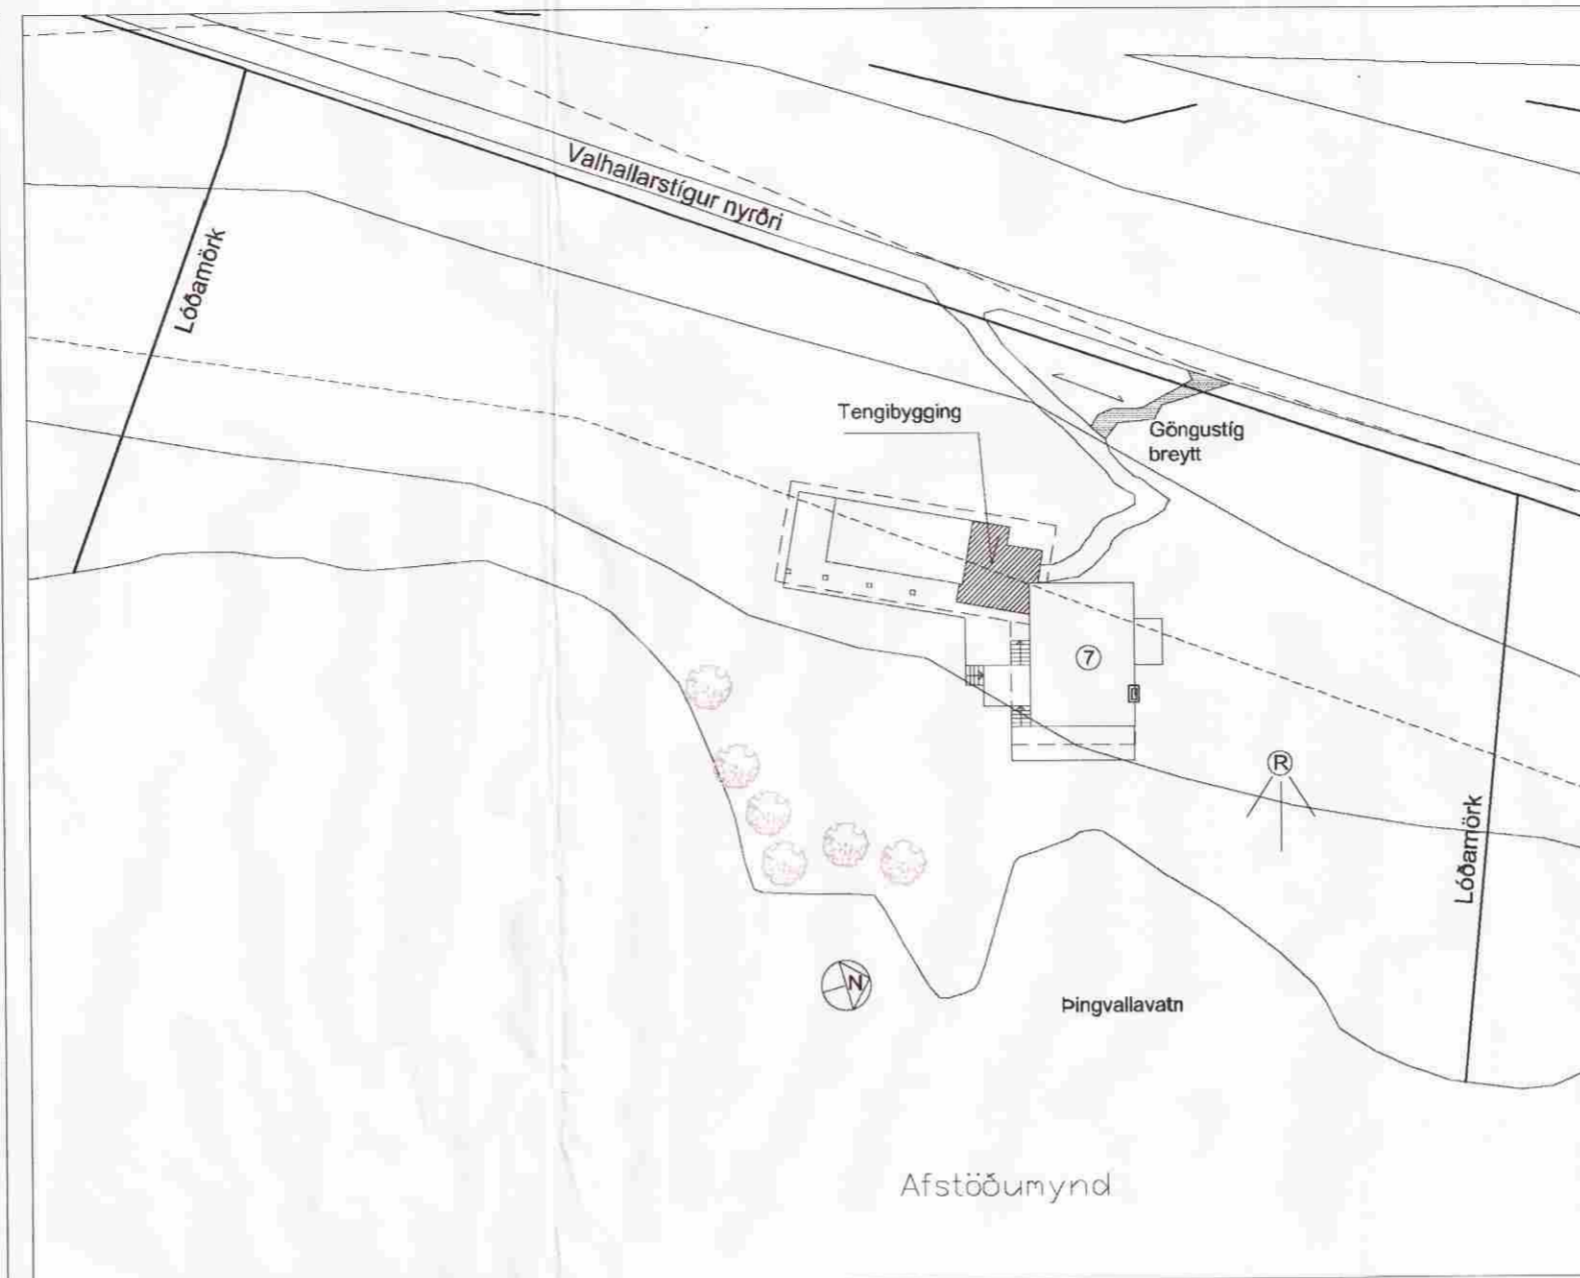 Valhallarstígur nyrðri
Lóðamörk
Tengibygging
Göngustíg
breytt
7
R
Lóðamörk
N
Þingvallavatn
Afstöðumynd